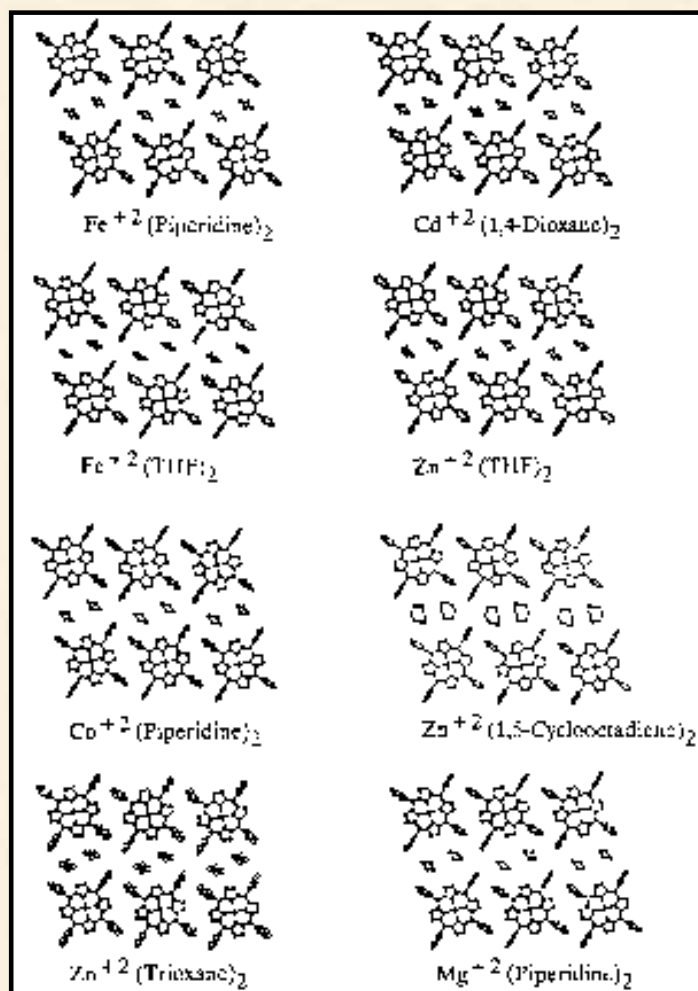 Fe +2 (Piperidine)2
Cd +2 (1,4-Dioxane)2
Fe +2 (THF)2
Zn +2 (THF)2
Co +2 (Piperidine)2
Zn +2 (1,5-Cyclooctadiene)2
Zn +2 (Trioxane)2
Mg +2 (Piperidine)2